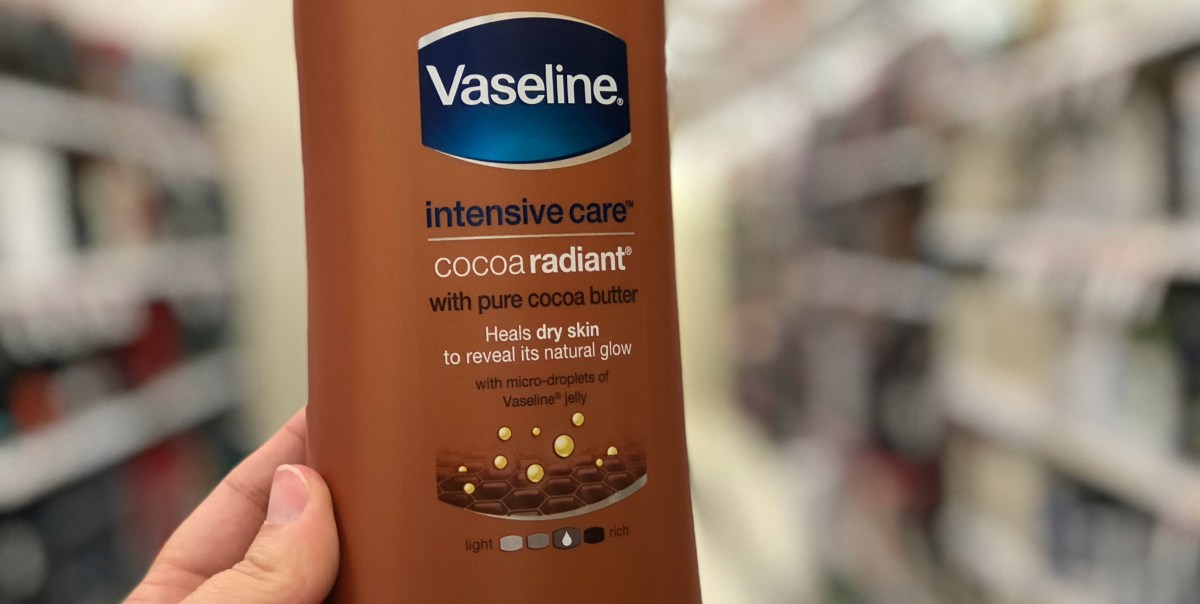 Vaseline®
intensive care™
cocoa radiant®
with pure cocoa butter
Heals dry skin
to reveal its natural glow
with micro-droplets of
Vaseline® jelly
light rich